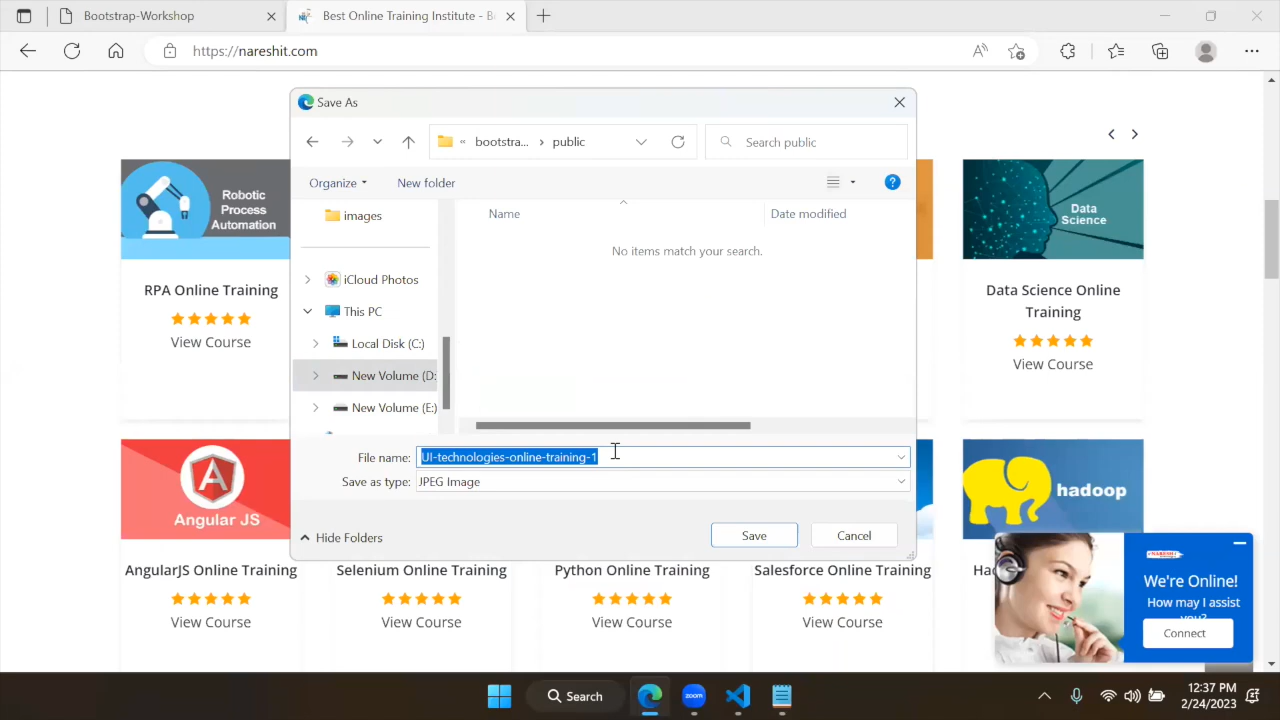 Bootstrap-Workshop
Best Online Training Institute - B
https://nareshit.com
Save As
« bootstra... › public
Search public
Organize
New folder
images
iCloud Photos
This PC
Local Disk (C:)
New Volume (D:
New Volume (E:)
Name
Date modified
No items match your search.
File name:
UI-technologies-online-training-1
Save as type:
JPEG Image
Hide Folders
Save
Cancel
Robotic
Process
Automation
RPA Online Training
View Course
Data
Science
Data Science Online
Training
View Course
Angular JS
hadoop
AngularJS Online Training
Selenium Online Training
Python Online Training
Salesforce Online Training
View Course
View Course
View Course
View Course
NARESH
We're Online!
How may I assist
you?
Connect
Search
zoom
12:37 PM
2/24/2023